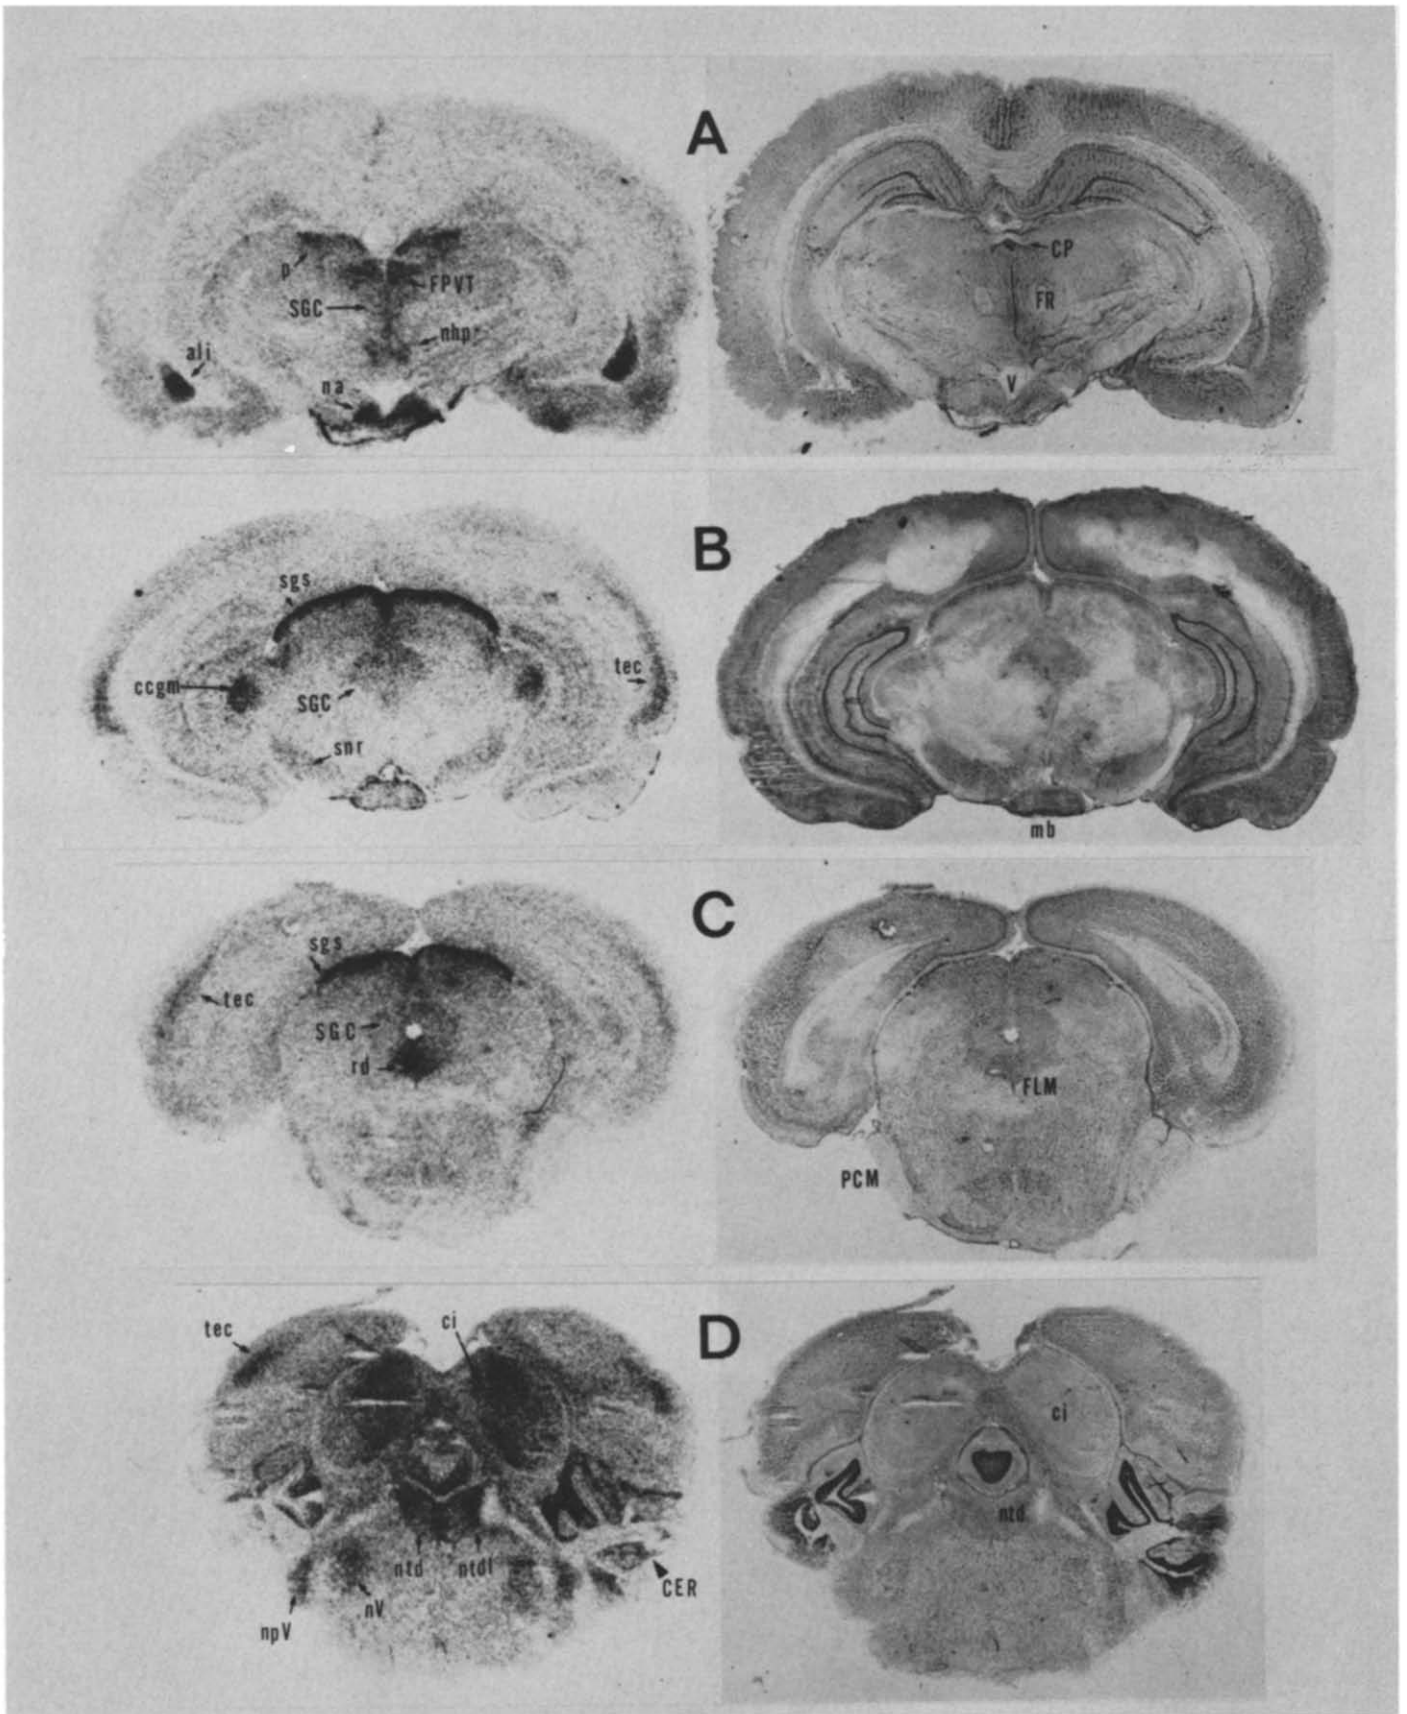 A
p
FPVT
CP
SGC
FR
nhp
ali
na
V
B
sgs
tec
ccgm
SGC
snr
mb
C
sgs
tec
SGC
rd
FLM
PCM
D
tec
ci
ci
ntd
ntd
ntdl
CER
nV
npV